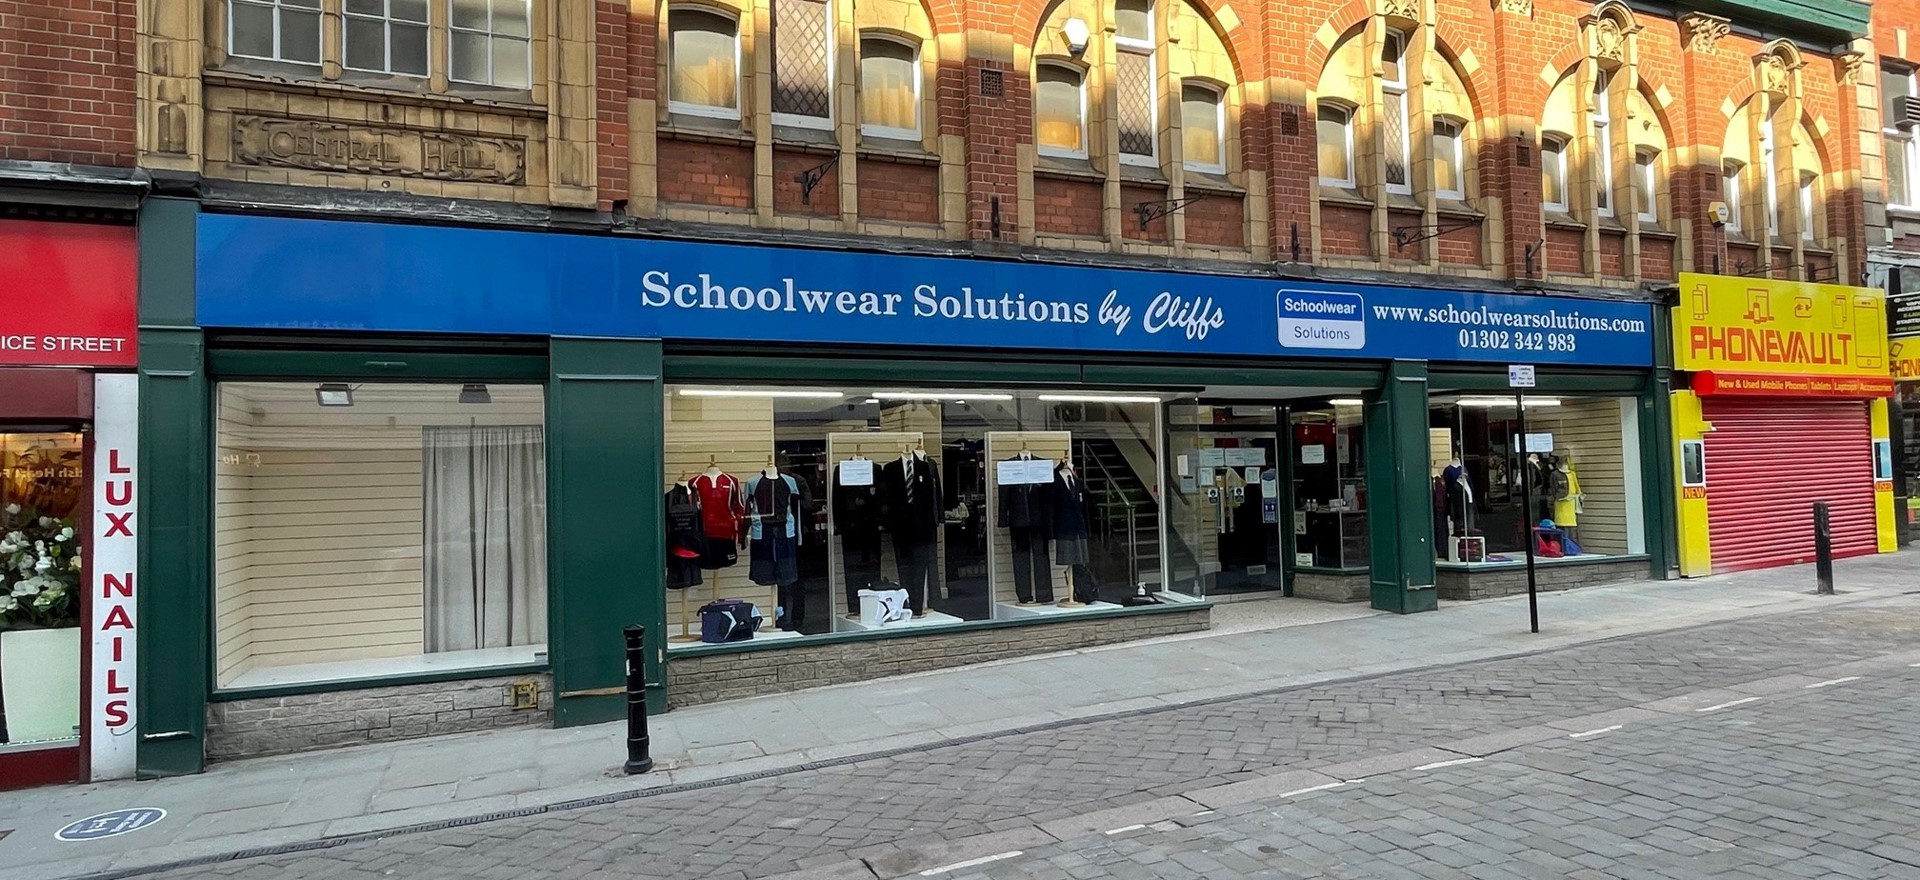 CENTRAL HALL
ICE STREET
LUX NAILS
Schoolwear Solutions by Cliffs
Schoolwear
Solutions
www.schoolwearsolutions.com
01302 342 983
PHONEVAULT
New & Used Mobile Phones Tablets Laptops Accessories
NEW
USED